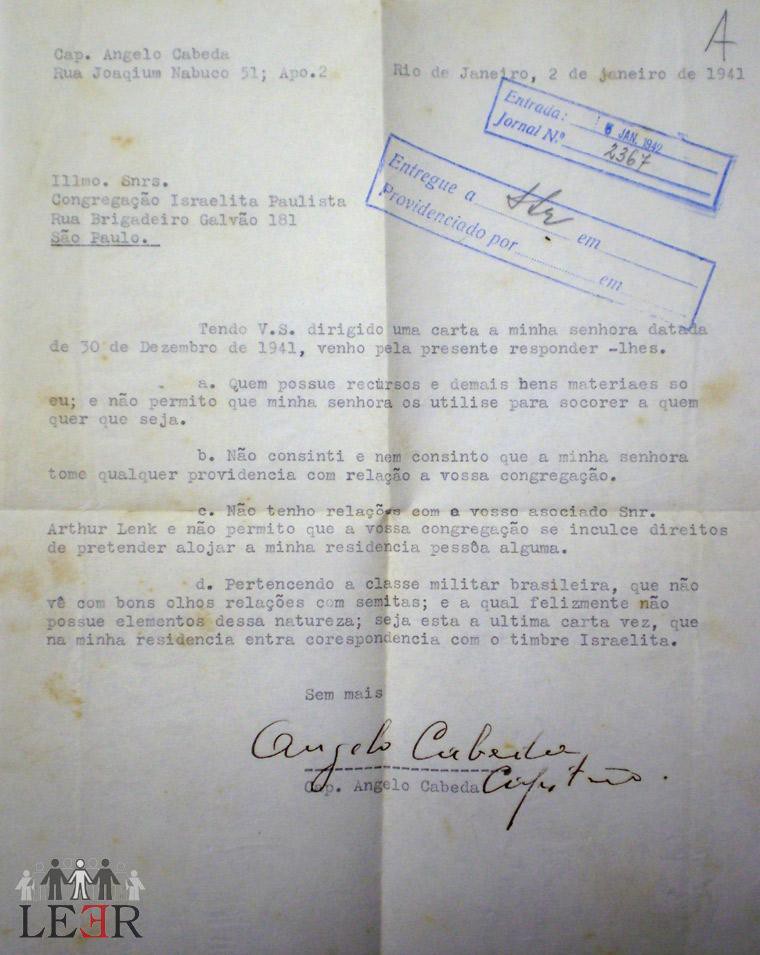 A
Cap. Angelo Cabeda
Rua Joaqium Nabuco 51; Apo.2
Rio de Janeiro, 2 de janeiro de 1941
Entrada: JAN. 1942
Jornal N.º 2367
Entregue a em
Providenciado por em
Illmo. Snrs.
Congregação Israelita Paulista
Rua Brigadeiro Galvão 181
São Paulo.
Tendo V.S. dirigido uma carta a minha senhora datada
de 30 de Dezembro de 1941, venho pela presente responder -lhes.
a. Quem possue recursos e demais bens materiaes so
eu; e não permito que minha senhora os utilise para socorer a quem
quer que seja.
b. Não consinti e nem consinto que a minha senhora
tome qualquer providencia com relação a vossa congregação.
c. Não tenho relações com o vosso asociado Snr.
Arthur Lenk e não permito que a vossa congregação se inculce direitos
de pretender alojar a minha residencia pessôa alguma.
d. Pertencendo a classe militar brasileira, que não
vê com bons olhos relações com semitas; e a qual felizmente não
possue elementos dessa natureza; seja esta a ultima carta vez, que
na minha residencia entra corespondencia com o timbre Israelita.
Sem mais
Angelo Cabeda
Cap. Angelo Cabeda Capitão.
LEER